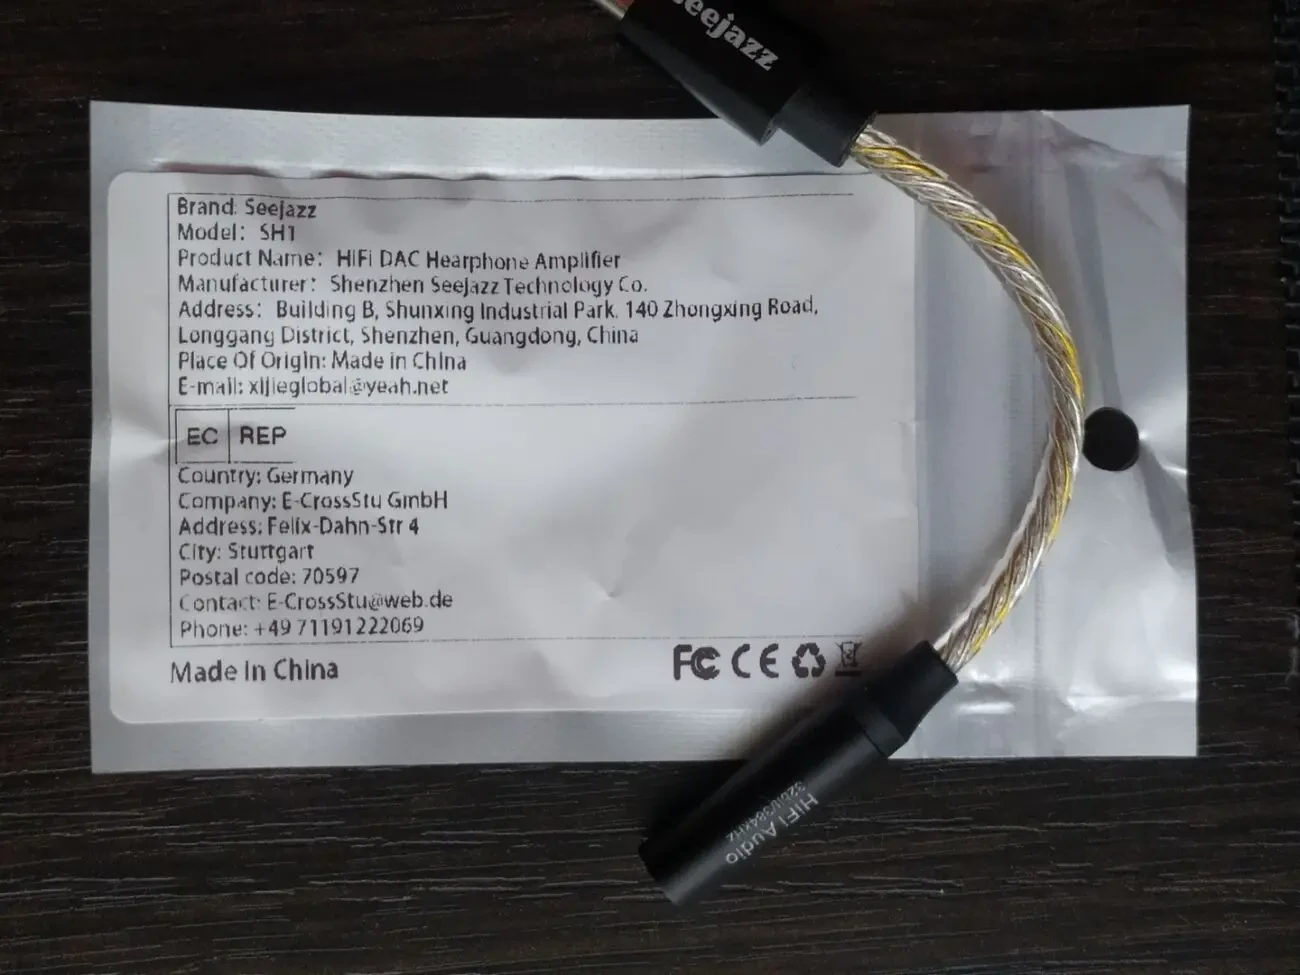 Seejazz
Brand: Seejazz
Model: SH1
Product Name: HiFi DAC Hearphone Amplifier
Manufacturer: Shenzhen Seejazz Technology Co.
Address: Building B, Shunxing Industrial Park, 140 Zhongxing Road,
Longgang District, Shenzhen, Guangdong, China
Place Of Origin: Made in China
E-mail: xijieglobal@yeah.net
EC REP
Country: Germany
Company: E-CrossStu GmbH
Address: Felix-Dahn-Str 4
City: Stuttgart
Postal code: 70597
Contact: E-CrossStu@web.de
Phone: +49 71191222069
Made In China
FC CE
HiFi Audio
32bit/384kHz